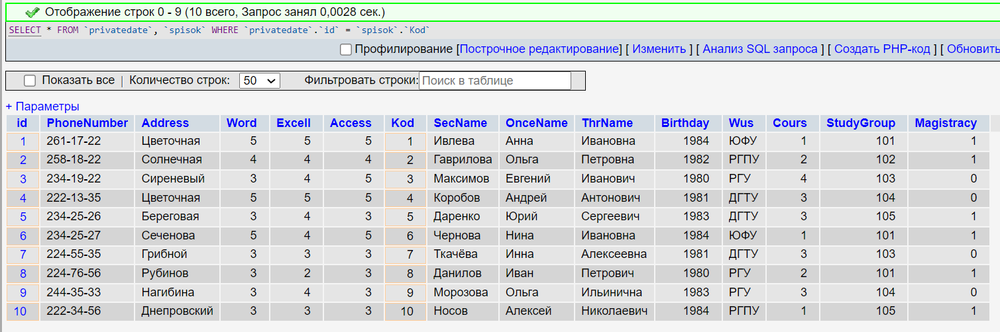 Отображение строк 0 - 9 (10 всего, Запрос занял 0,0028 сек.)
SELECT * FROM `privatedate`, `spisok` WHERE `privatedate`.`id` = `spisok`.`Kod`
Профилирование [Построчное редактирование] [ Изменить ] [ Анализ SQL запроса ] [ Создать PHP-код ] [ Обновить
Показать все | Количество строк: 50 Фильтровать строки: Поиск в таблице
+ Параметры
id PhoneNumber Address Word Excell Access Kod SecName OnceName ThrName Birthday Wus Cours StudyGroup Magistracy
1 261-17-22 Цветочная 5 5 5 1 Ивлева Анна Ивановна 1984 ЮФУ 1 101 1
2 258-18-22 Солнечная 4 4 4 2 Гаврилова Ольга Петровна 1982 РГПУ 2 102 1
3 234-19-22 Сиреневый 3 4 5 3 Максимов Евгений Иванович 1980 РГУ 4 103 0
4 222-13-35 Цветочная 5 5 5 4 Коробов Андрей Антонович 1981 ДГТУ 3 104 0
5 234-25-26 Береговая 3 4 3 5 Даренко Юрий Сергеевич 1983 ДГТУ 3 105 1
6 234-25-27 Сеченова 5 4 5 6 Чернова Нина Ивановна 1984 ЮФУ 1 101 1
7 224-55-35 Грибной 3 3 3 7 Ткачёва Инна Алексеевна 1981 ДГТУ 3 103 0
8 224-76-56 Рубинов 3 2 3 8 Данилов Иван Петрович 1980 РГУ 2 101 1
9 244-35-33 Нагибина 3 4 3 9 Морозова Ольга Ильинична 1983 РГУ 3 104 0
10 222-34-56 Днепровский 3 3 3 10 Носов Алексей Николаевич 1984 РГПУ 1 105 1